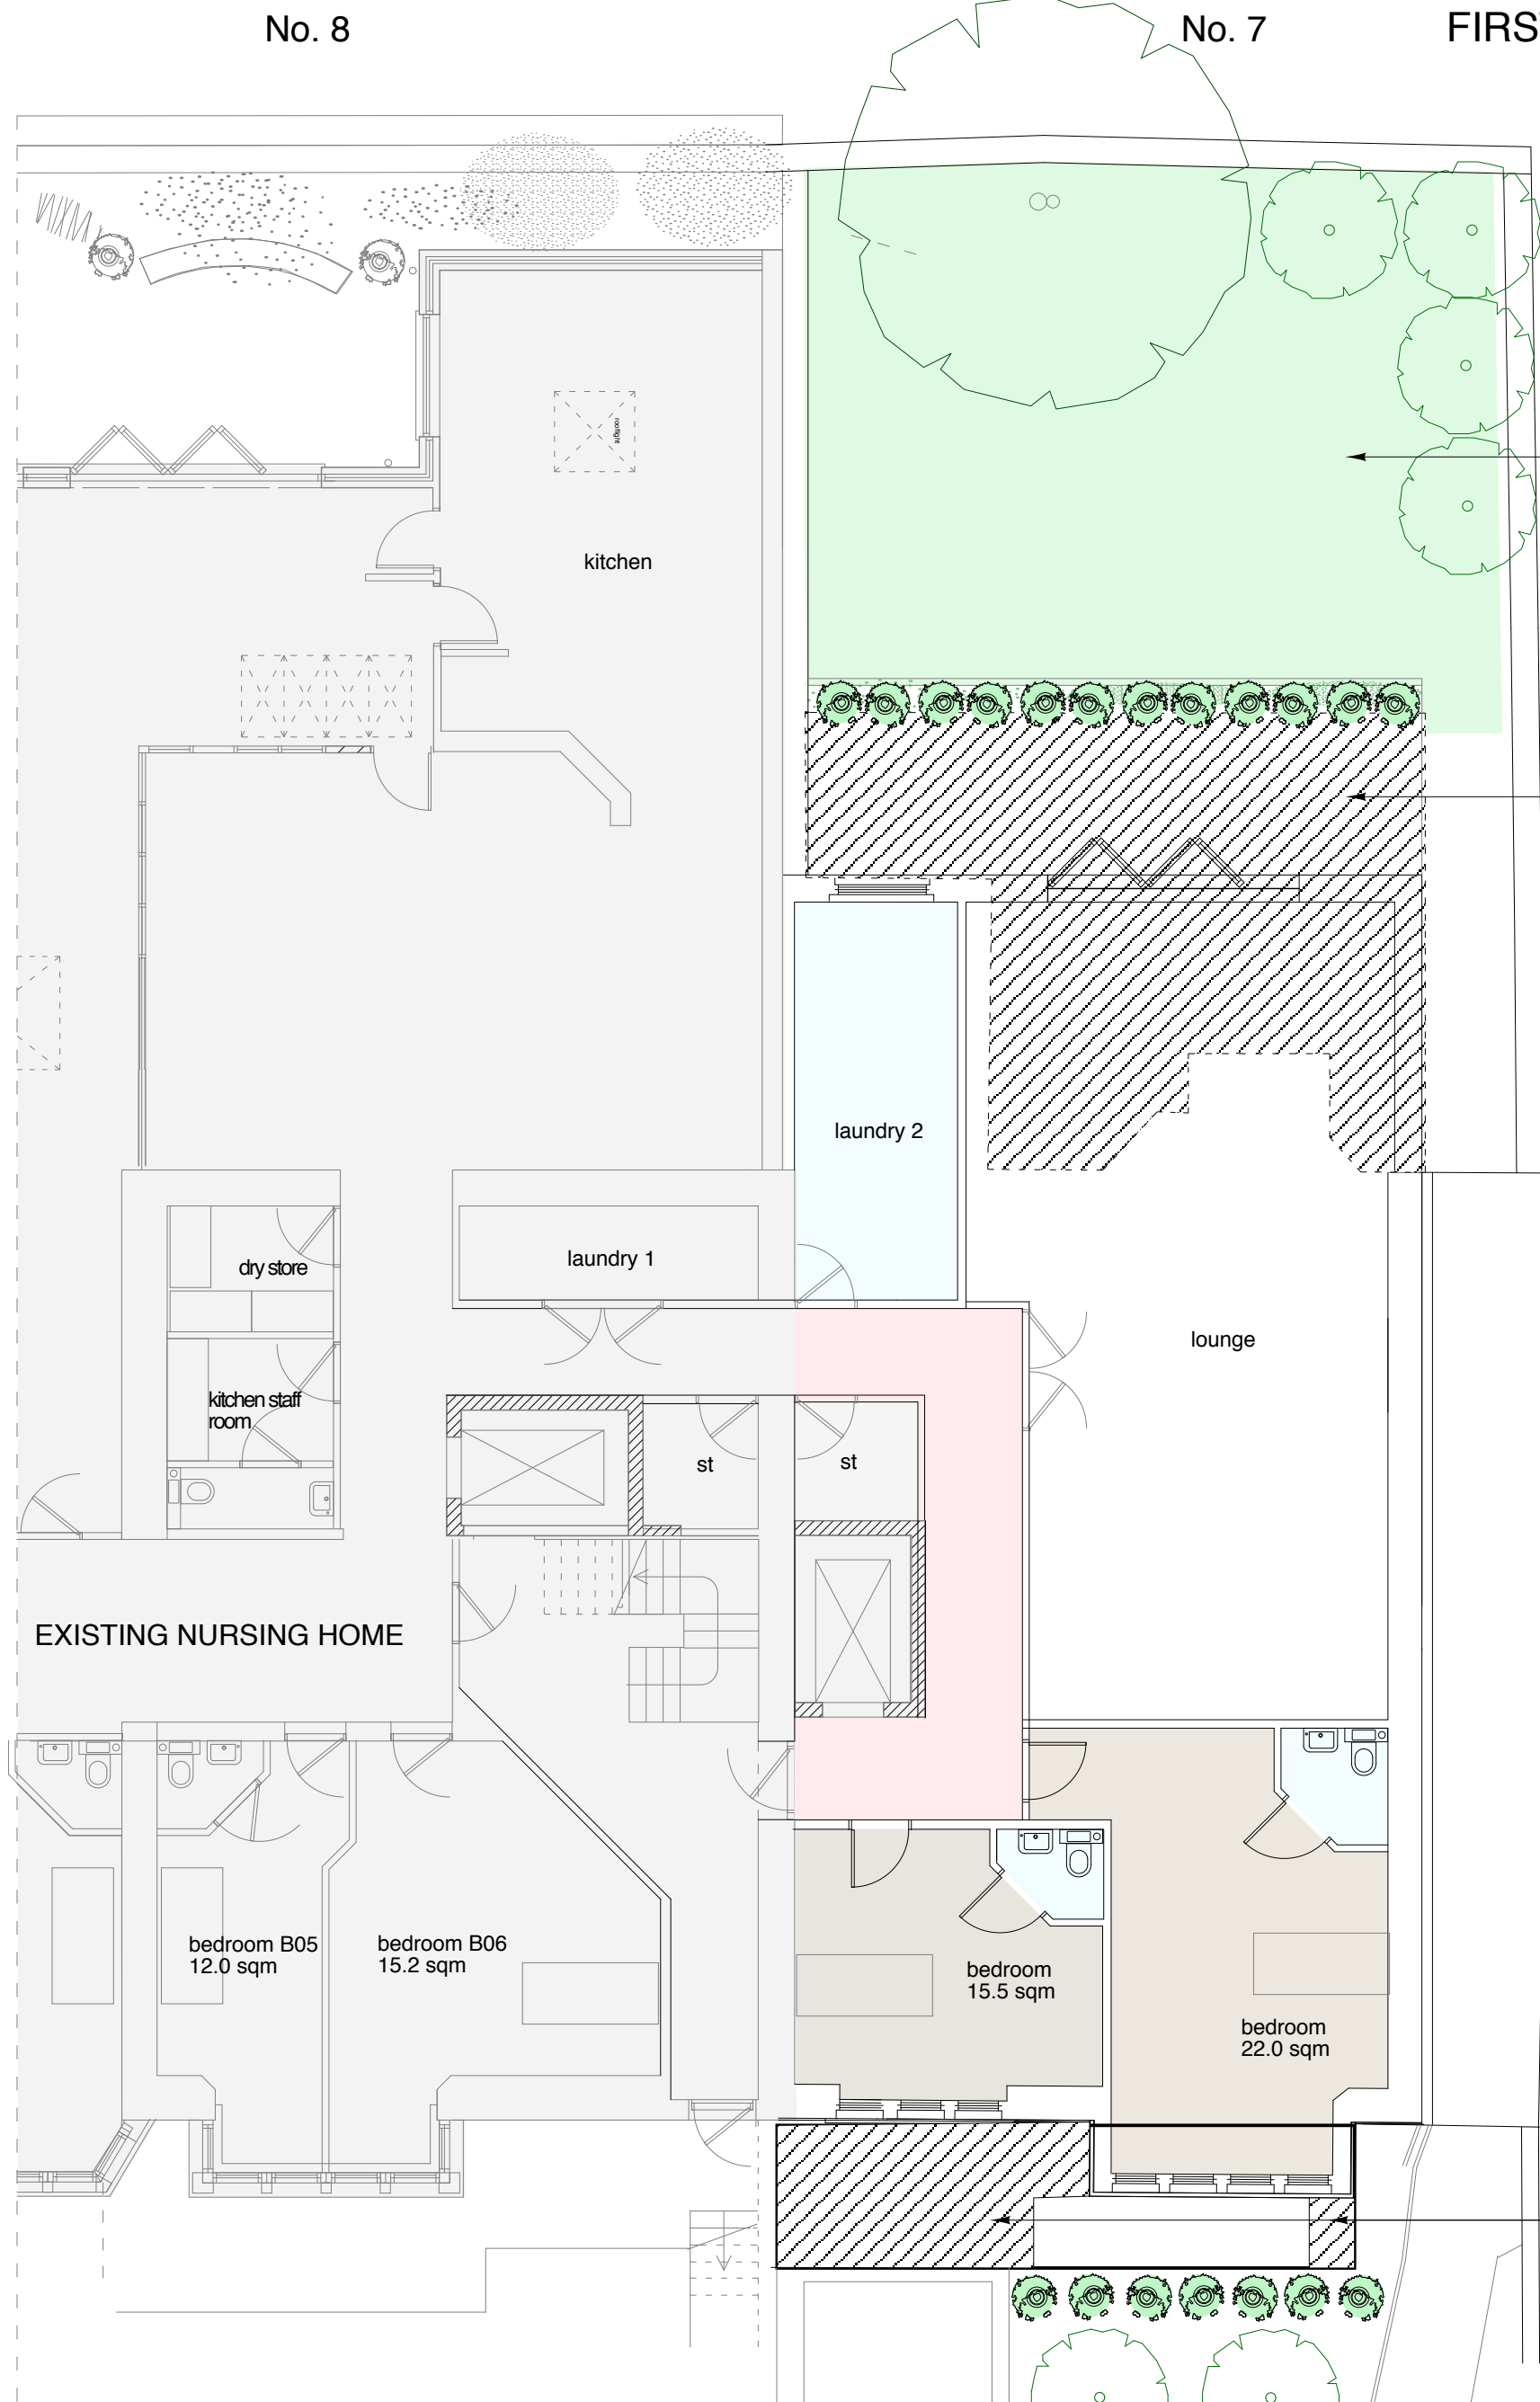 No. 8
No. 7
FIRS
rooflight
kitchen
laundry 2
laundry 1
dry store
lounge
kitchen staff
room
st
st
EXISTING NURSING HOME
bedroom B05
12.0 sqm
bedroom B06
15.2 sqm
bedroom
15.5 sqm
bedroom
22.0 sqm